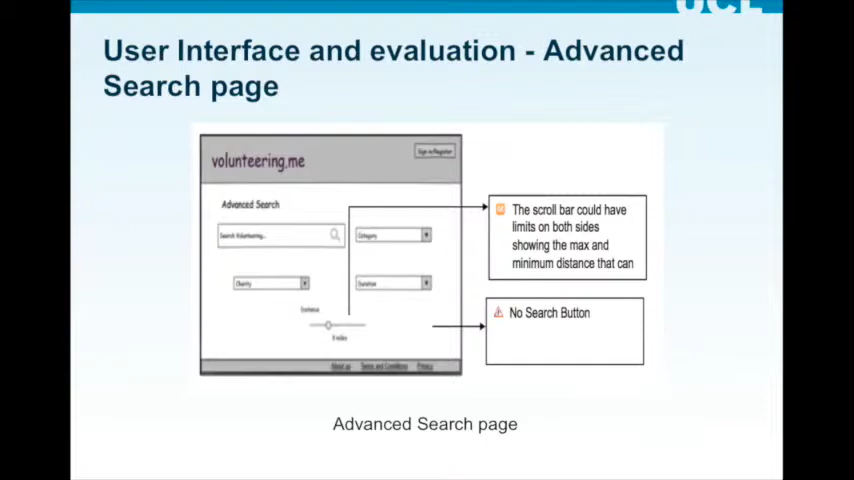 UCL
User Interface and evaluation - Advanced
Search page
volunteering.me
Sign in/Register
Advanced Search
Search Volunteering...
Category
Charity
Duration
Distance
5 miles
About us
Terms and Conditions
Privacy
The scroll bar could have
limits on both sides
showing the max and
minimum distance that can
No Search Button
Advanced Search page